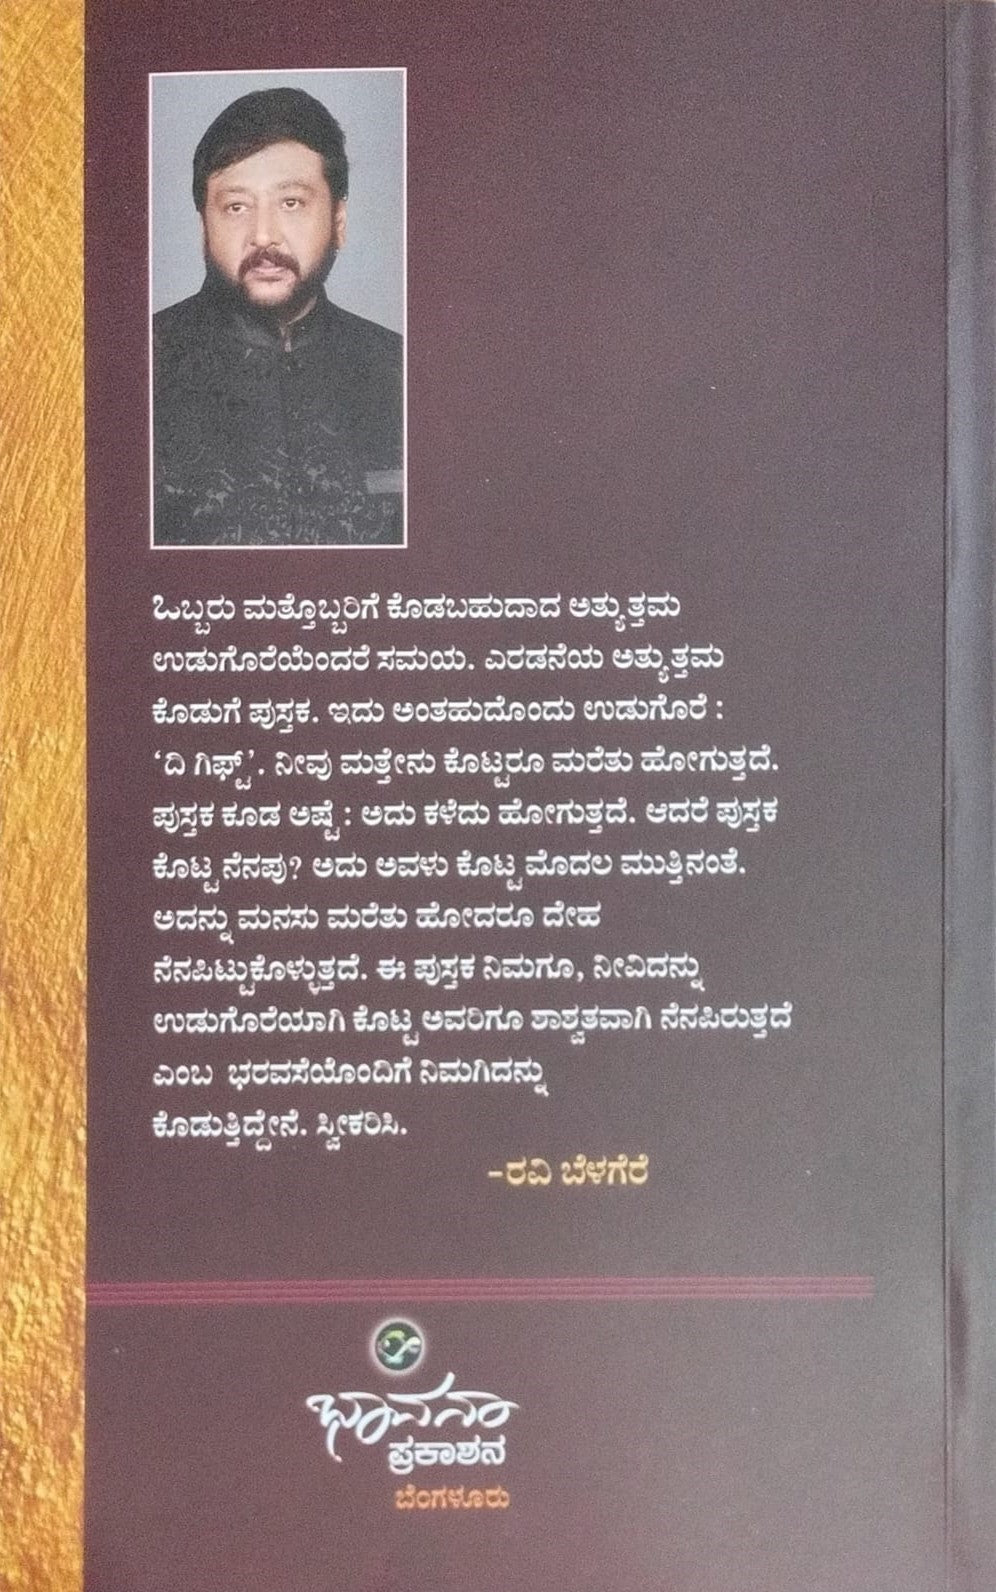 ಒಬ್ಬರು ಮತ್ತೊಬ್ಬರಿಗೆ ಕೊಡಬಹುದಾದ ಅತ್ಯುತ್ತಮ
ಉಡುಗೊರೆಯೆಂದರೆ ಸಮಯ. ಎರಡನೆಯ ಅತ್ಯುತ್ತಮ
ಕೊಡುಗೆ ಪುಸ್ತಕ. ಇದು ಅಂತಹುದೊಂದು ಉಡುಗೊರೆ :
‘ದಿ ಗಿಫ್ಟ್’. ನೀವು ಮತ್ತೇನು ಕೊಟ್ಟರೂ ಮರೆತು ಹೋಗುತ್ತದೆ.
ಪುಸ್ತಕ ಕೂಡ ಅಷ್ಟೆ : ಅದು ಕಳೆದು ಹೋಗುತ್ತದೆ. ಆದರೆ ಪುಸ್ತಕ
ಕೊಟ್ಟ ನೆನಪು? ಅದು ಅವಳು ಕೊಟ್ಟ ಮೊದಲ ಮುತ್ತಿನಂತೆ.
ಅದನ್ನು ಮನಸು ಮರೆತು ಹೋದರೂ ದೇಹ
ನೆನಪಿಟ್ಟುಕೊಳ್ಳುತ್ತದೆ. ಈ ಪುಸ್ತಕ ನಿಮಗೂ, ನೀವಿದನ್ನು
ಉಡುಗೊರೆಯಾಗಿ ಕೊಟ್ಟ ಅವರಿಗೂ ಶಾಶ್ವತವಾಗಿ ನೆನಪಿರುತ್ತದೆ
ಎಂಬ ಭರವಸೆಯೊಂದಿಗೆ ನಿಮಗಿದನ್ನು
ಕೊಡುತ್ತಿದ್ದೇನೆ. ಸ್ವೀಕರಿಸಿ.
-ರವಿ ಬೆಳಗೆರೆ
ಭಾವನಾ
ಪ್ರಕಾಶನ
ಬೆಂಗಳೂರು